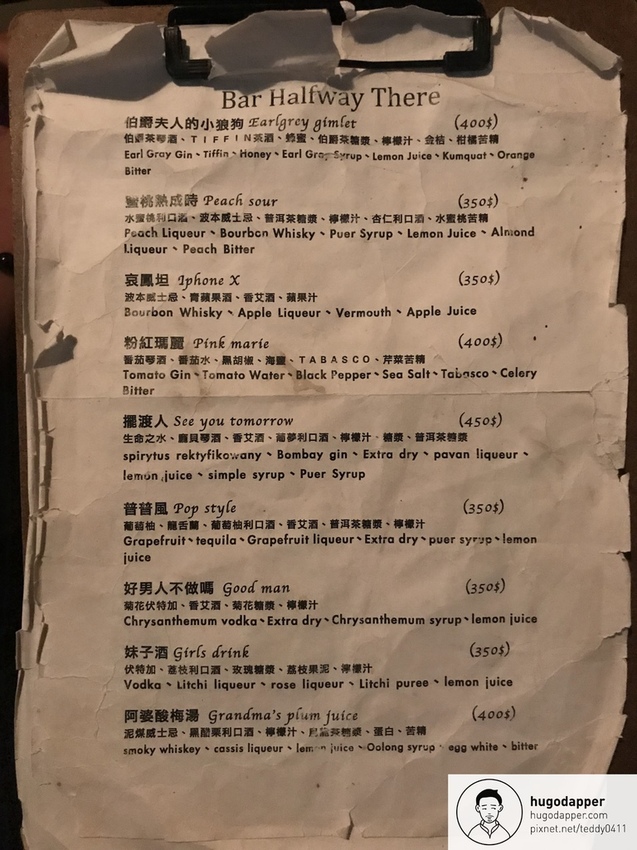 Bar Halfway There
伯爵夫人的小狼狗 Earlgrey gimlet (400$)
伯爵茶琴酒、TIFFIN茶酒、蜂蜜、伯爵茶糖漿、檸檬汁、金桔、柑橘苦精
Earl Gray Gin、Tiffin、Honey、Earl Gray Syrup、Lemon Juice、Kumquat、Orange
Bitter
蜜桃熟成時 Peach sour (350$)
水蜜桃利口酒、波本威士忌、普洱茶糖漿、檸檬汁、杏仁利口酒、水蜜桃苦精
Peach Liqueur、Bourbon Whisky、Puer Syrup、Lemon Juice、Almond
Liqueur、Peach Bitter
哀鳳坦 Iphone X (350$)
波本威士忌、青蘋果酒、香艾酒、蘋果汁
Bourbon Whisky、Apple Liqueur、Vermouth、Apple Juice
粉紅瑪麗 Pink marie (400$)
番茄琴酒、番茄水、黑胡椒、海鹽、TABASCO、芹菜苦精
Tomato Gin、Tomato Water、Black Pepper、Sea Salt、Tabasco、Celery
Bitter
擺渡人 See you tomorrow (450$)
生命之水、龐貝琴酒、香艾酒、葡夢利口酒、檸檬汁、糖漿、普洱茶糖漿
spirytus rektyfikowany、Bombay gin、Extra dry、pavan liqueur、
lemon juice、simple syrup、Puer Syrup
普普風 Pop style (350$)
葡萄柚、龍舌蘭、葡萄柚利口酒、香艾酒、普洱茶糖漿、檸檬汁
Grapefruit、tequila、Grapefruit liqueur、Extra dry、puer syrup、lemon
juice
好男人不做嗎 Good man (350$)
菊花伏特加、香艾酒、菊花糖漿、檸檬汁
Chrysanthemum vodka、Extra dry、Chrysanthemum syrup、lemon juice
妹子酒 Girls drink (350$)
伏特加、荔枝利口酒、玫瑰糖漿、荔枝果泥、檸檬汁
Vodka、Litchi liqueur、rose liqueur、Litchi puree、lemon juice
阿婆酸梅湯 Grandma's plum juice (400$)
泥煤威士忌、黑醋栗利口酒、檸檬汁、烏龍茶糖漿、蛋白、苦精
smoky whiskey、cassis liqueur、lemon juice、Oolong syrup、egg white、bitter
hugodapper
hugodapper.com
pixnet.net/teddy0411